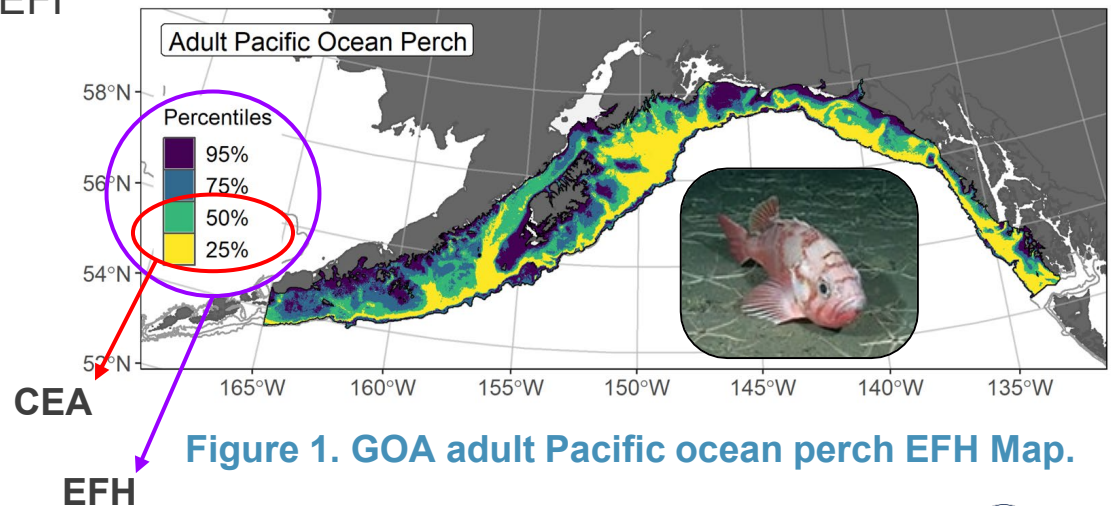 EFH
Adult Pacific Ocean Perch
58°N
56°N
54°N
52°N
Percentiles
95%
75%
50%
25%
165°W
160°W
155°W
150°W
145°W
140°W
135°W
CEA
Figure 1. GOA adult Pacific ocean perch EFH Map.
EFH